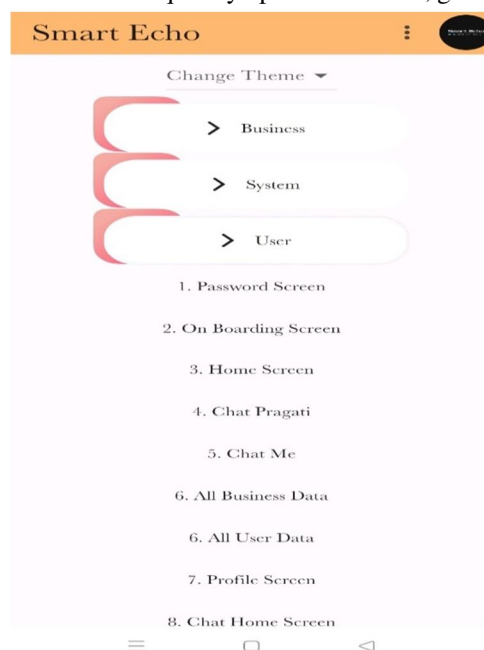 Smart Echo
Change Theme
Business
System
User
1. Password Screen
2. On Boarding Screen
3. Home Screen
4. Chat Pragati
5. Chat Me
6. All Business Data
6. All User Data
7. Profile Screen
8. Chat Home Screen